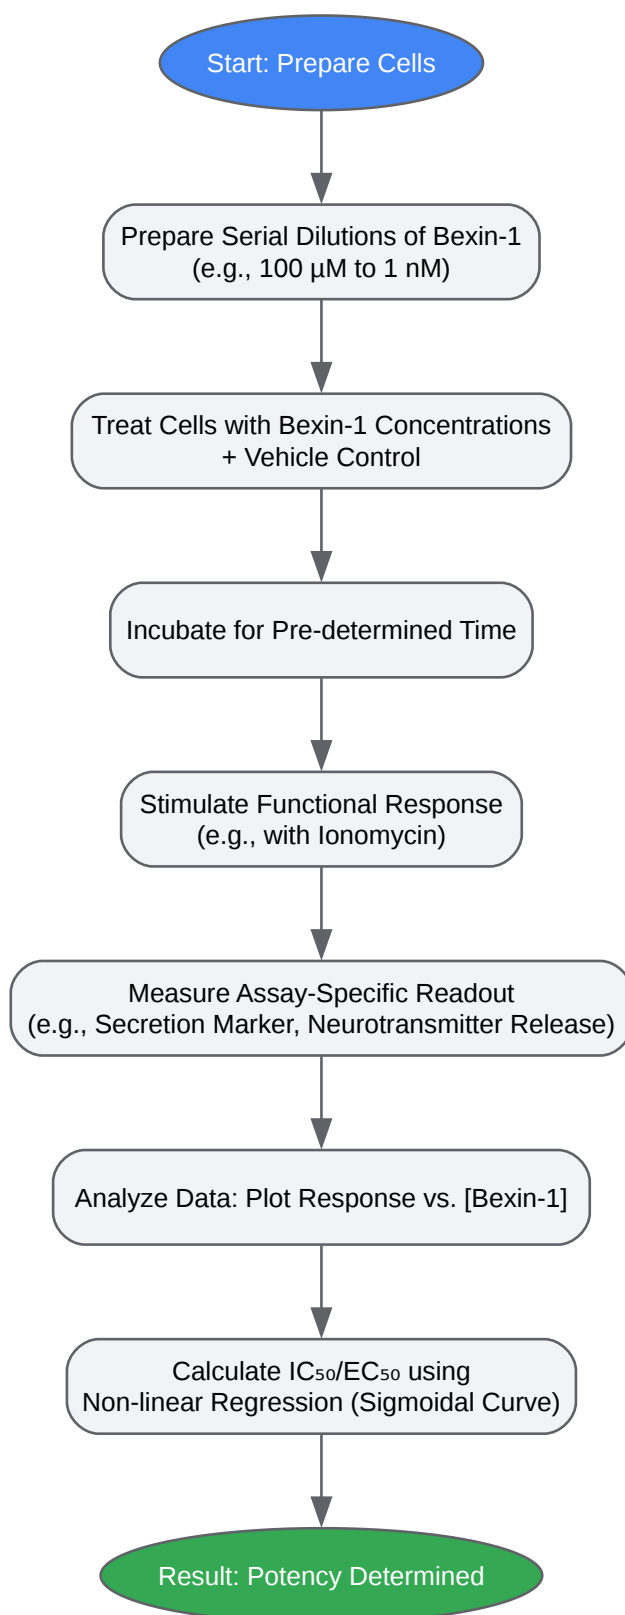 Start: Prepare Cells
Prepare Serial Dilutions of Bexin-1
(e.g., 100 µM to 1 nM)
Treat Cells with Bexin-1 Concentrations
+ Vehicle Control
Incubate for Pre-determined Time
Stimulate Functional Response
(e.g., with Ionomycin)
Measure Assay-Specific Readout
(e.g., Secretion Marker, Neurotransmitter Release)
Analyze Data: Plot Response vs. [Bexin-1]
Calculate IC₅₀/EC₅₀ using
Non-linear Regression (Sigmoidal Curve)
Result: Potency Determined